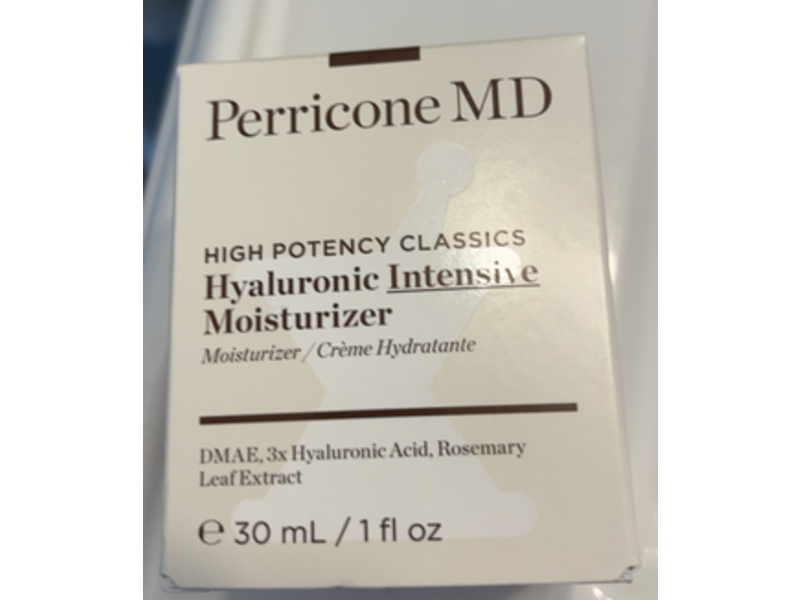 Perricone MD
HIGH POTENCY CLASSICS
Hyaluronic Intensive
Moisturizer
Moisturizer / Crème Hydratante
DMAE, 3x Hyaluronic Acid, Rosemary
Leaf Extract
℮ 30 mL / 1 fl oz